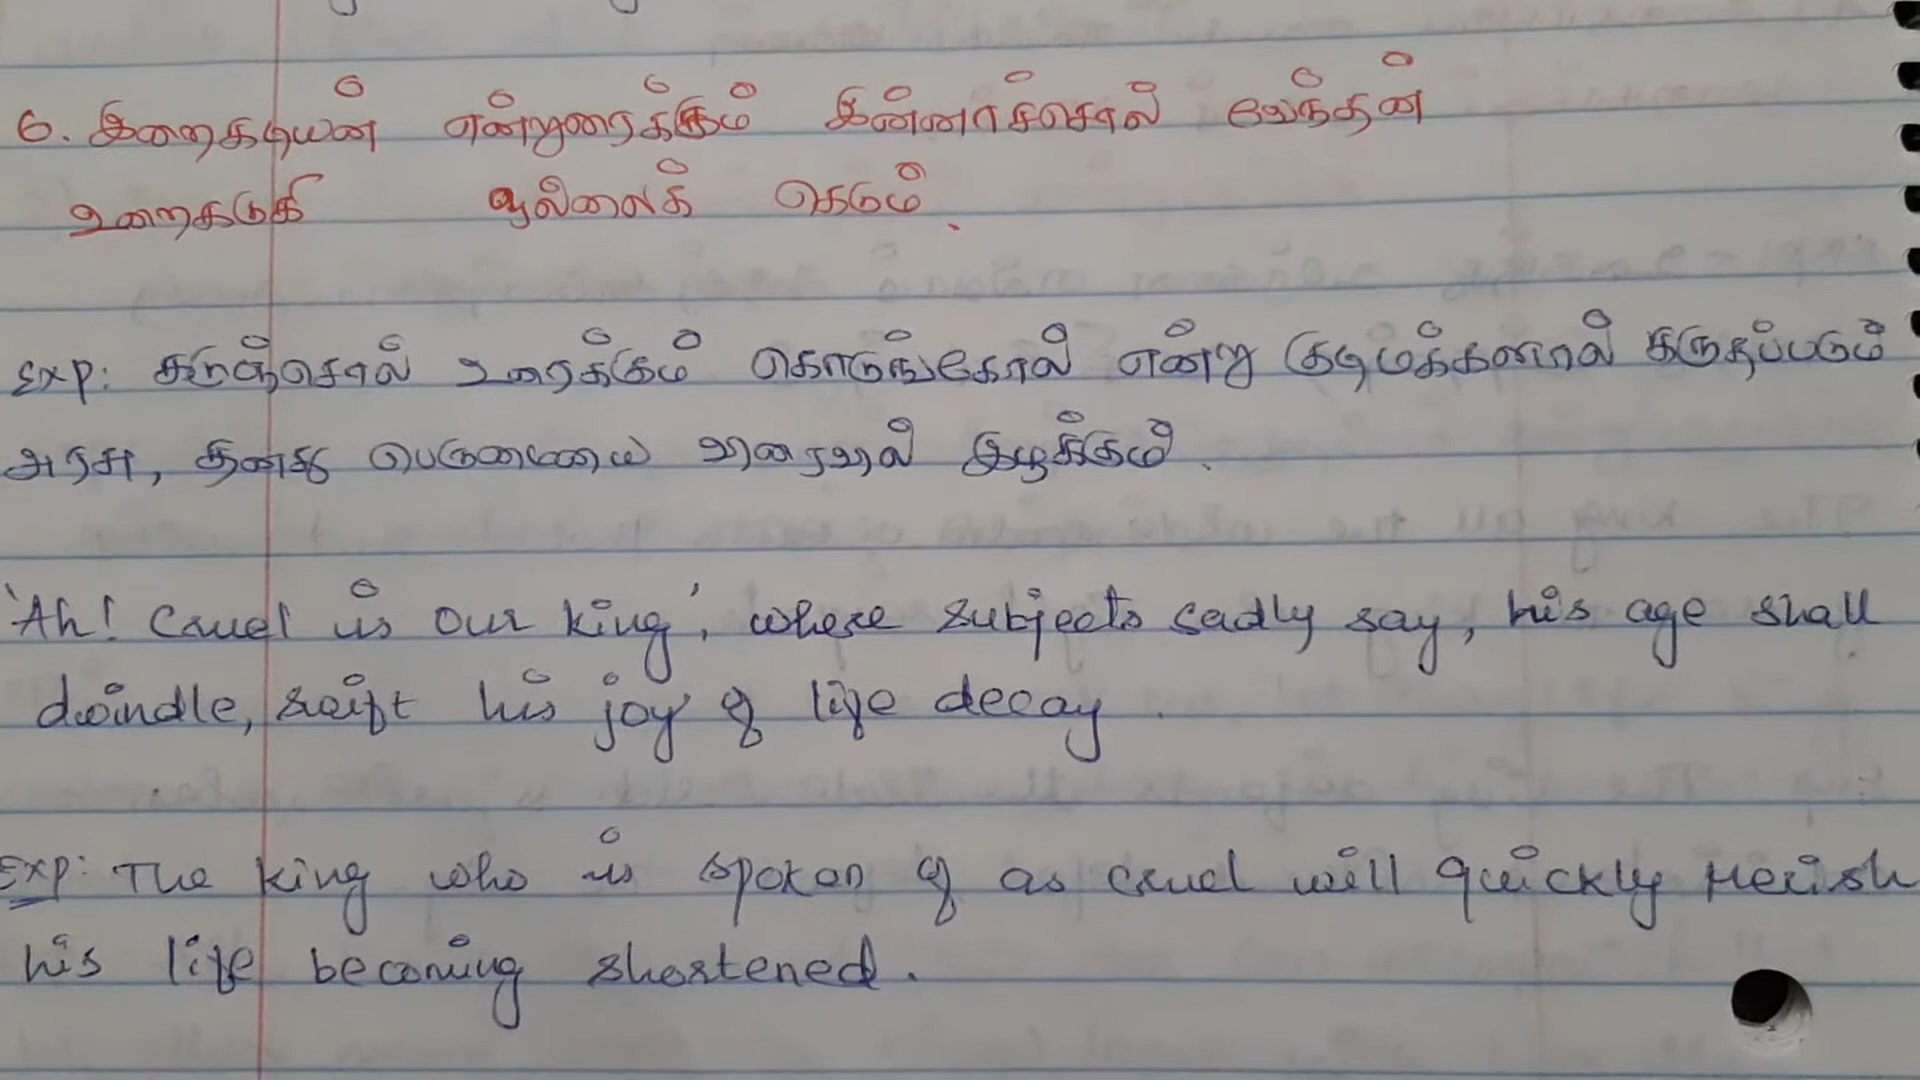 6. இறைகடியன் என்றுரைக்கும் இன்னாச்சொல் வேந்தன்
உறைகடுகி ஒல்லைக் கெடும்.
Exp: கடுஞ்சொல் உரைக்கும் கொடுங்கோல் என்று குடிமக்களால் கருதப்படும்
அரசு, தனது பெருமையை விரைவில் இழக்கும்.
'Ah! Cruel is our king', where subjects sadly say, his age shall
dwindle, swift his joy of life decay.
Exp: The king who is spoken of as cruel will quickly perish
his life becoming shortened.